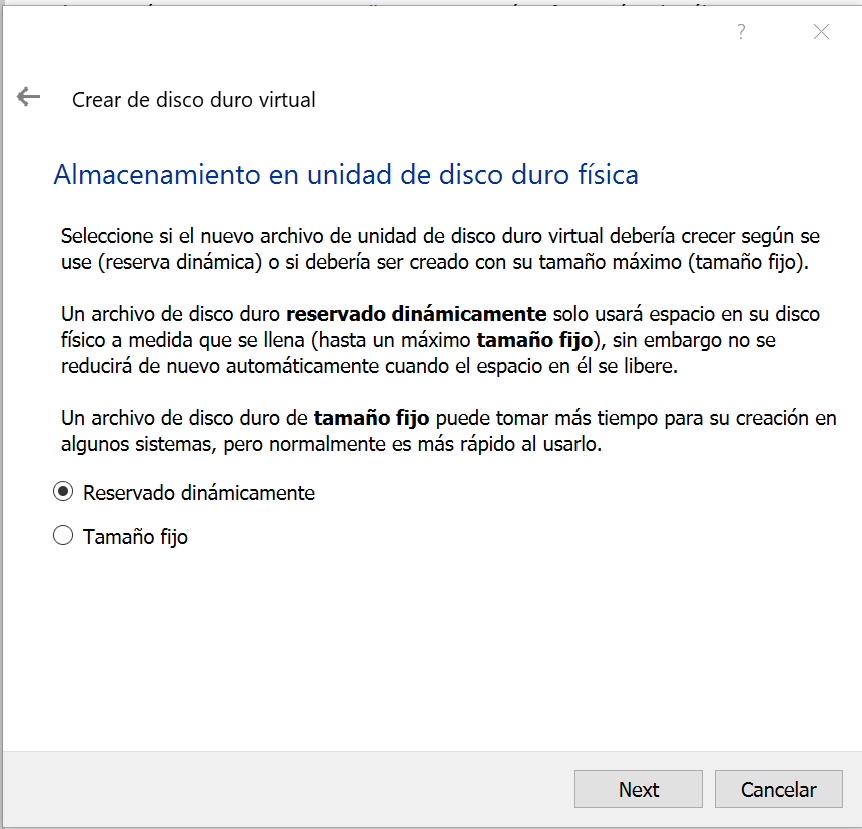 ?
Crear de disco duro virtual
Almacenamiento en unidad de disco duro física
Seleccione si el nuevo archivo de unidad de disco duro virtual debería crecer según se
use (reserva dinámica) o si debería ser creado con su tamaño máximo (tamaño fijo).
Un archivo de disco duro reservado dinámicamente solo usará espacio en su disco
físico a medida que se llena (hasta un máximo tamaño fijo), sin embargo no se
reducirá de nuevo automáticamente cuando el espacio en él se libere.
Un archivo de disco duro de tamaño fijo puede tomar más tiempo para su creación en
algunos sistemas, pero normalmente es más rápido al usarlo.
Reservado dinámicamente
Tamaño fijo
Next
Cancelar